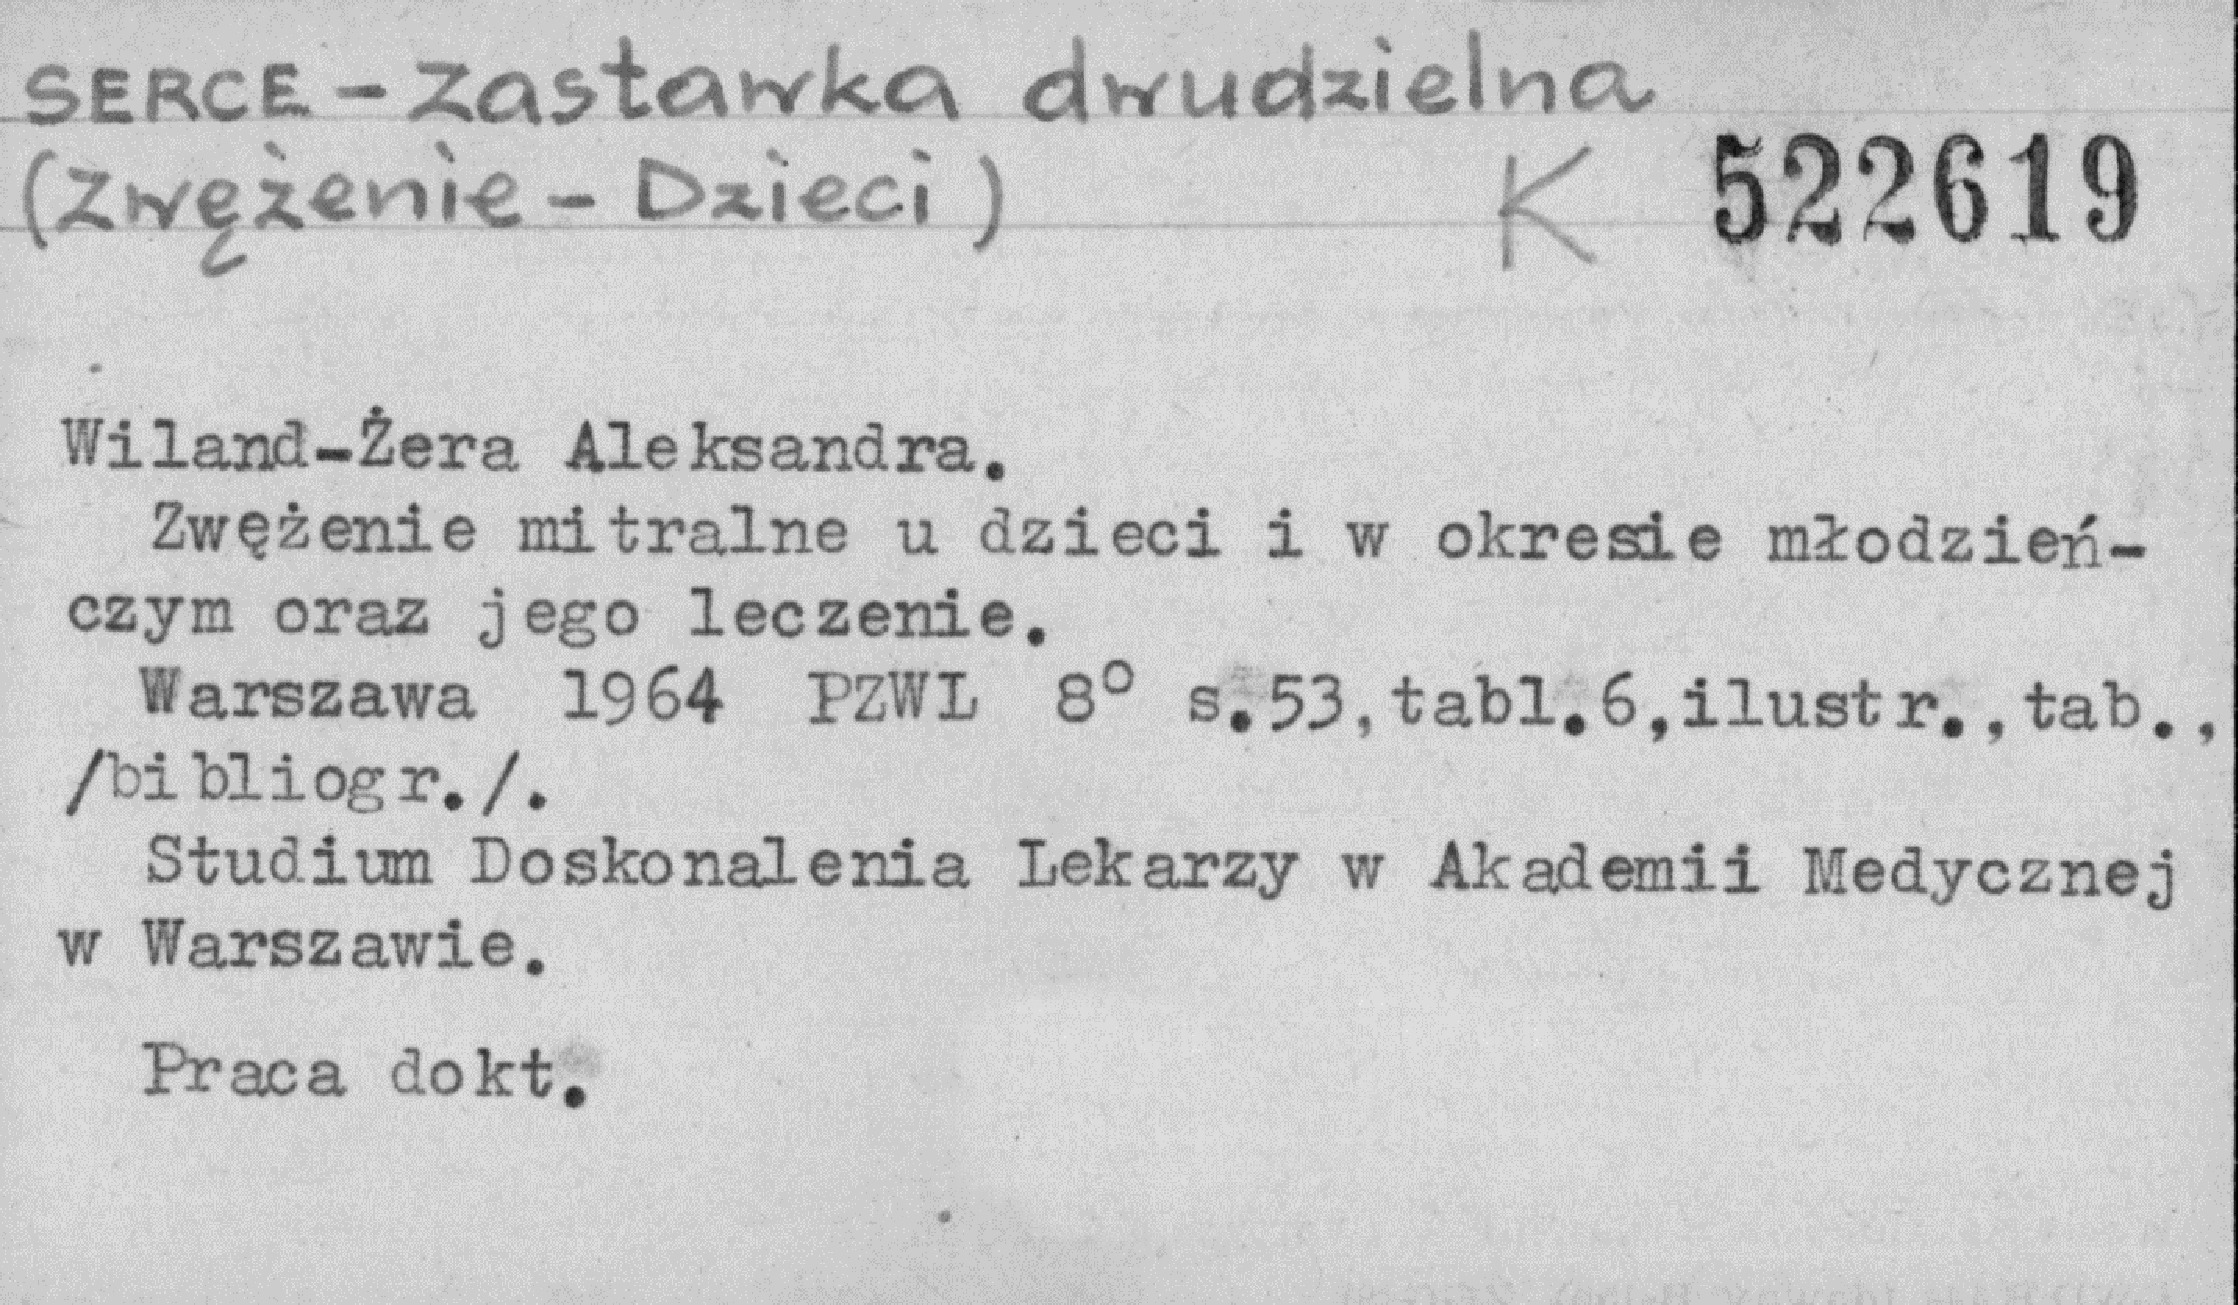 SERCE - zastawka dwudzielna
(zwężenie - Dzieci) K 522619
Wiland-Żera Aleksandra.
Zwężenie mitralne u dzieci i w okresie młodzień-
czym oraz jego leczenie.
Warszawa 1964 PZWL 8° s.53,tabl.6,ilustr.,tab.,
/bibliogr./.
Studium Doskonalenia Lekarzy w Akademii Medycznej
w Warszawie.
Praca dokt.